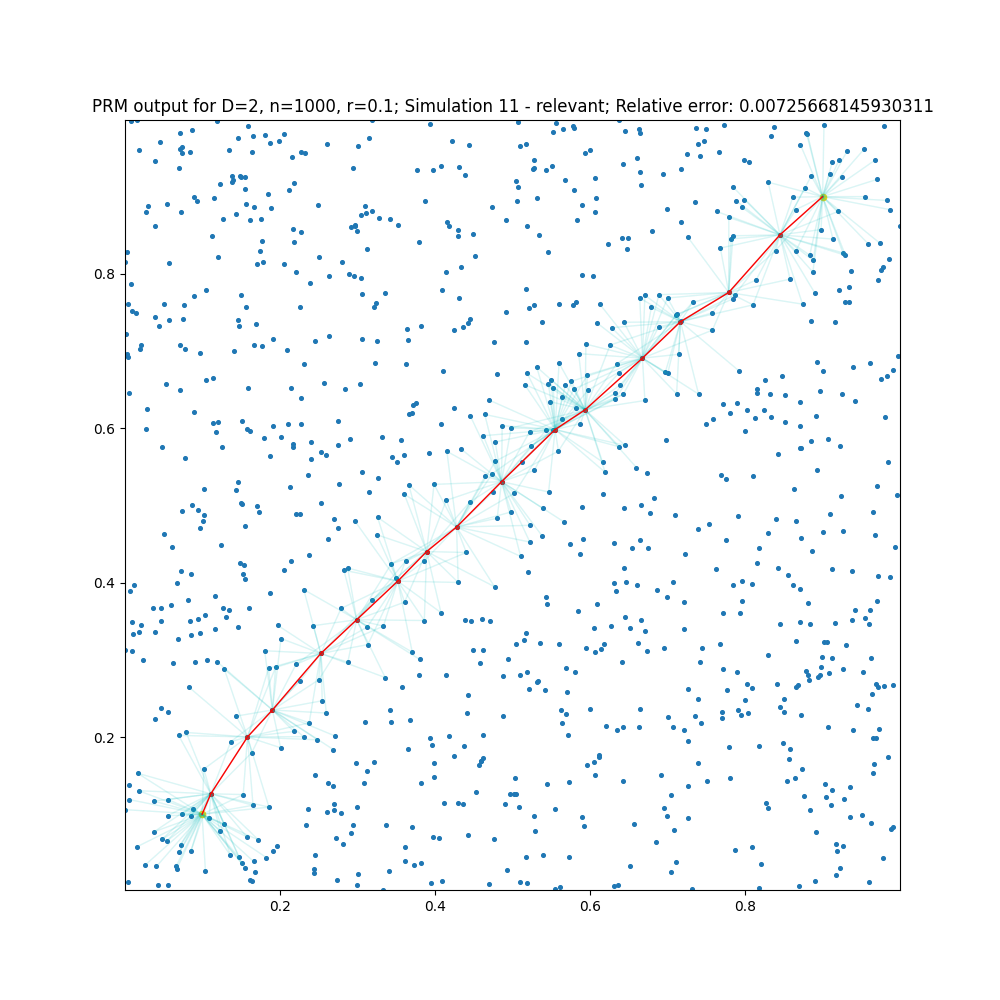 PRM output for D=2, n=1000, r=0.1; Simulation 11 - relevant; Relative error: 0.00725668145930311
0.8
0.6
0.4
0.2
0.2 0.4 0.6 0.8